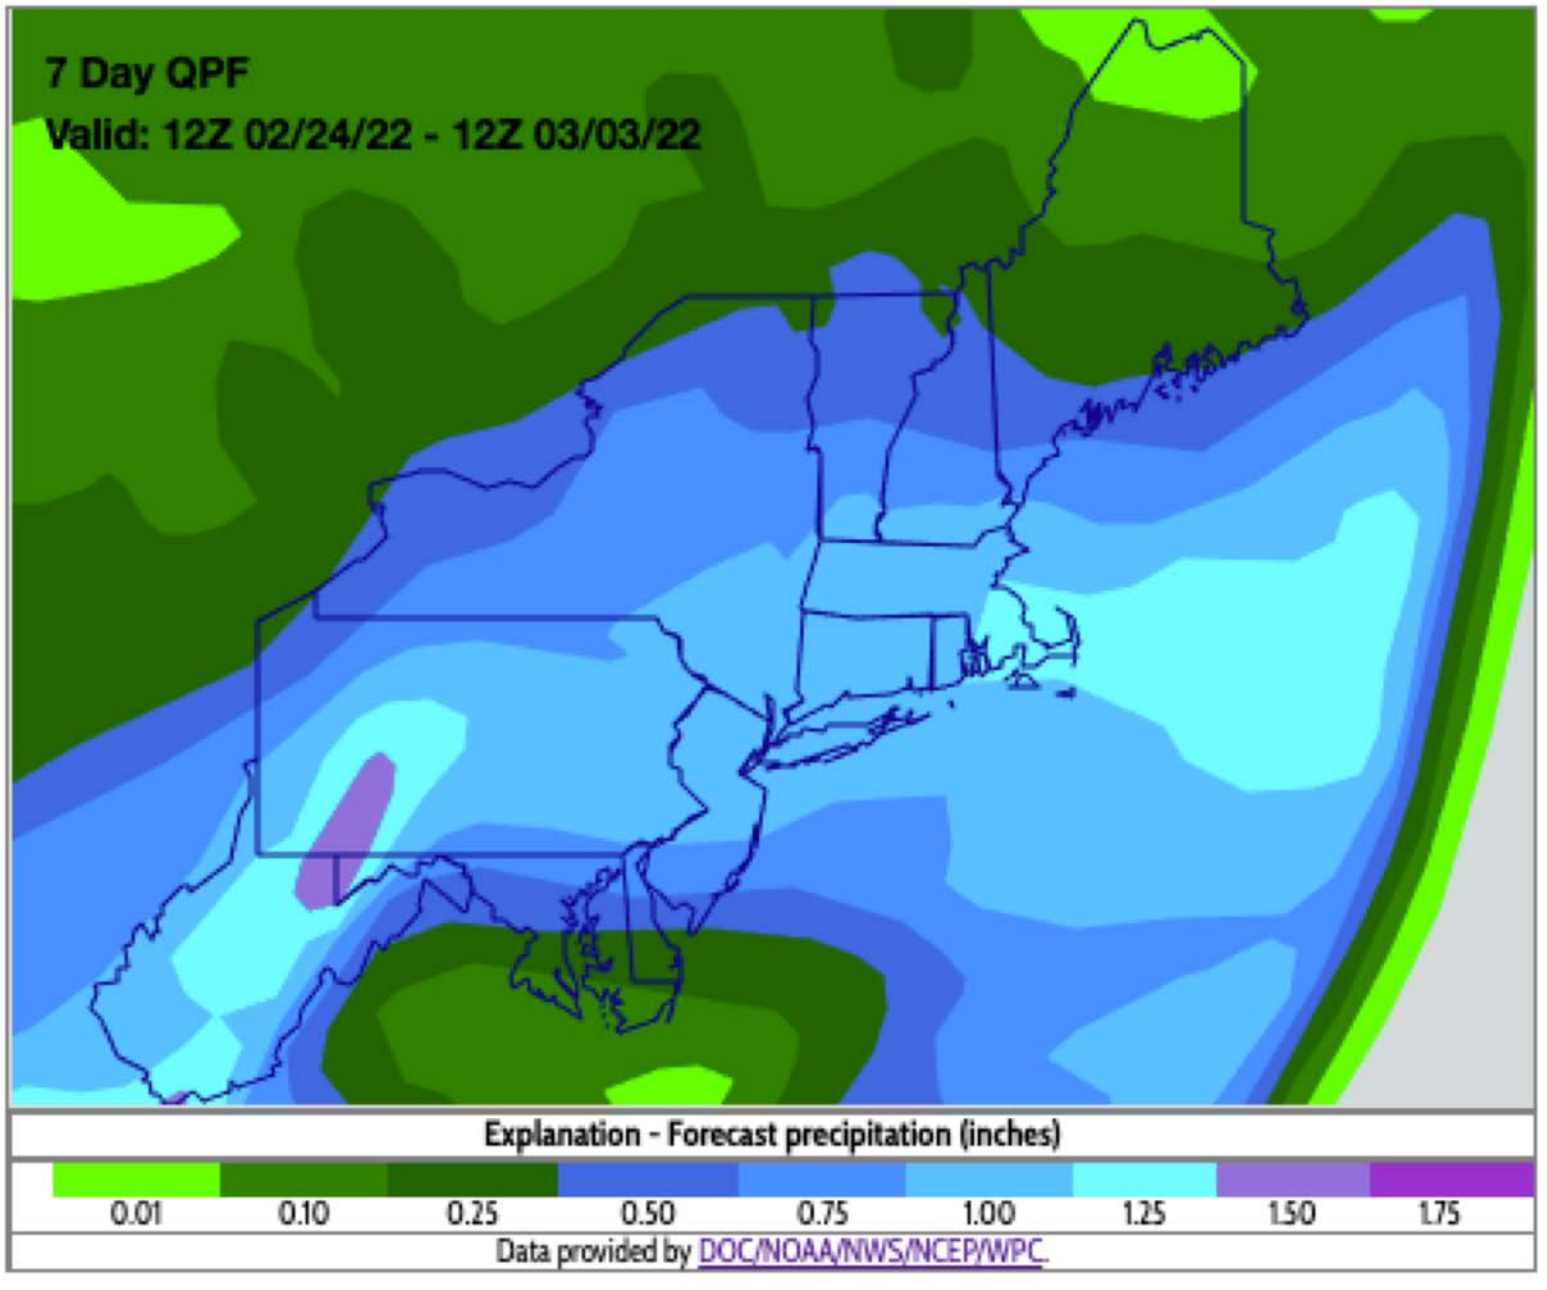 7 Day QPF
Valid: 12Z 02/24/22 - 12Z 03/03/22
Explanation - Forecast precipitation (inches)
0.01 0.10 0.25 0.50 0.75 1.00 1.25 1.50 1.75
Data provided by DOC/NOAA/NWS/NCEP/WPC.